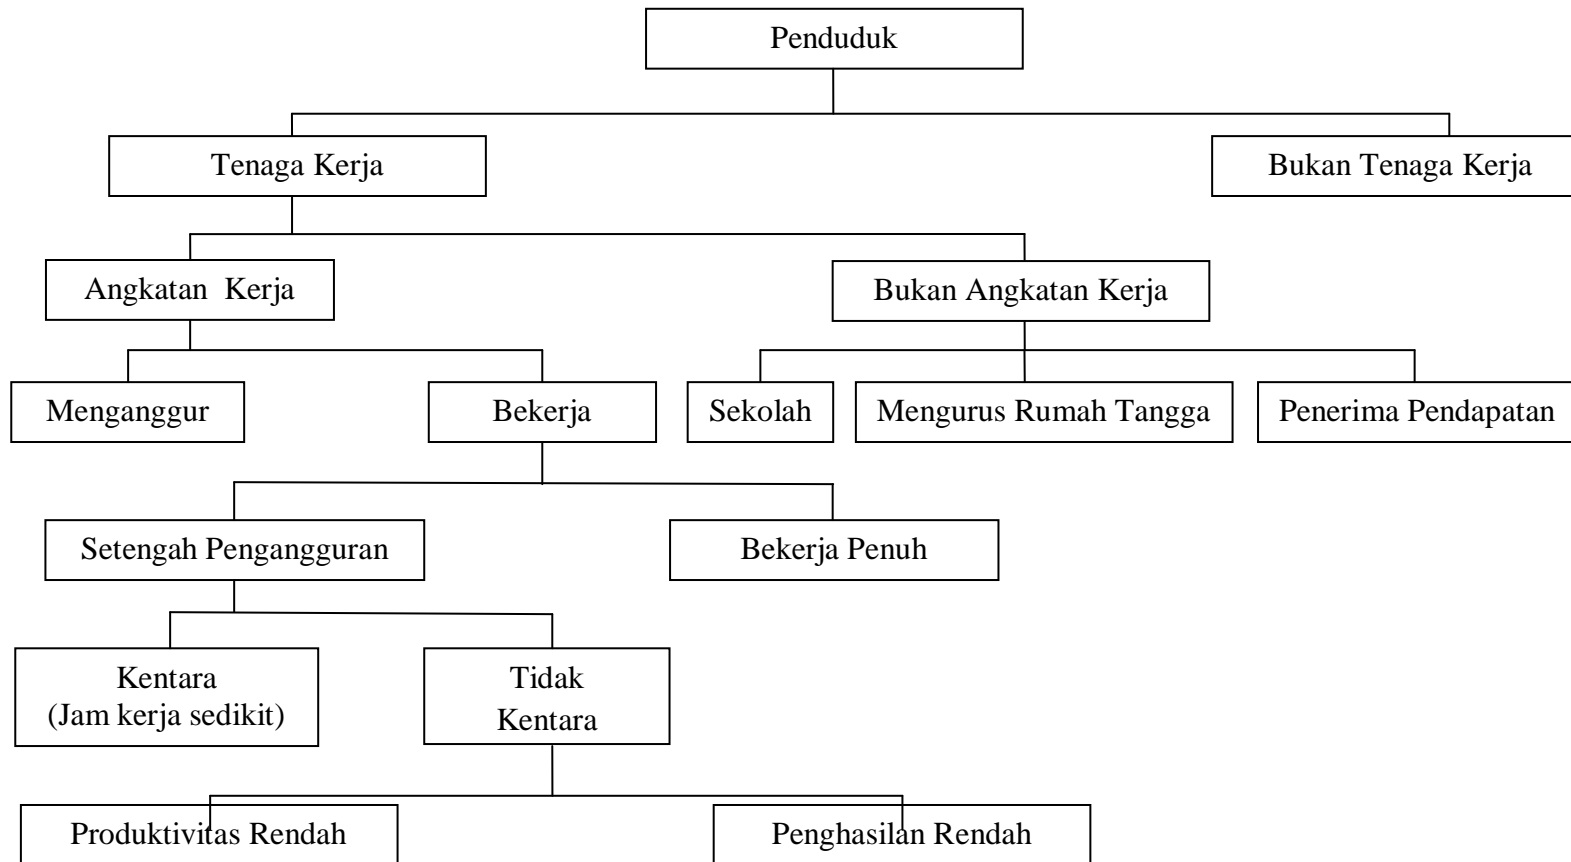 Penduduk
Tenaga Kerja
Bukan Tenaga Kerja
Angkatan Kerja
Bukan Angkatan Kerja
Menganggur
Bekerja
Sekolah
Mengurus Rumah Tangga
Penerima Pendapatan
Setengah Pengangguran
Bekerja Penuh
Kentara
(Jam kerja sedikit)
Tidak
Kentara
Produktivitas Rendah
Penghasilan Rendah